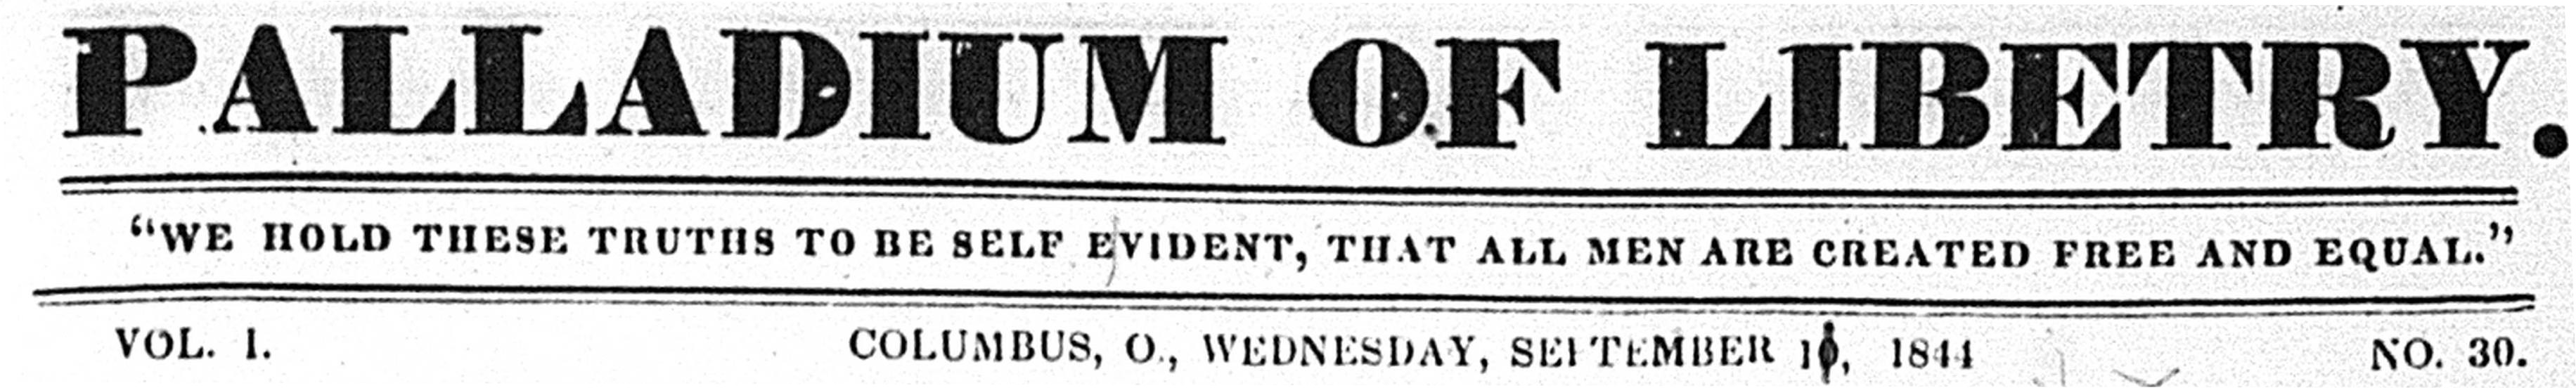 PALLADIUM OF LIBETRY.
“WE HOLD THESE TRUTHS TO BE SELF EVIDENT, THAT ALL MEN ARE CREATED FREE AND EQUAL.”
VOL. I. COLUMBUS, O., WEDNESDAY, SEPTEMBER 1844 NO. 30.